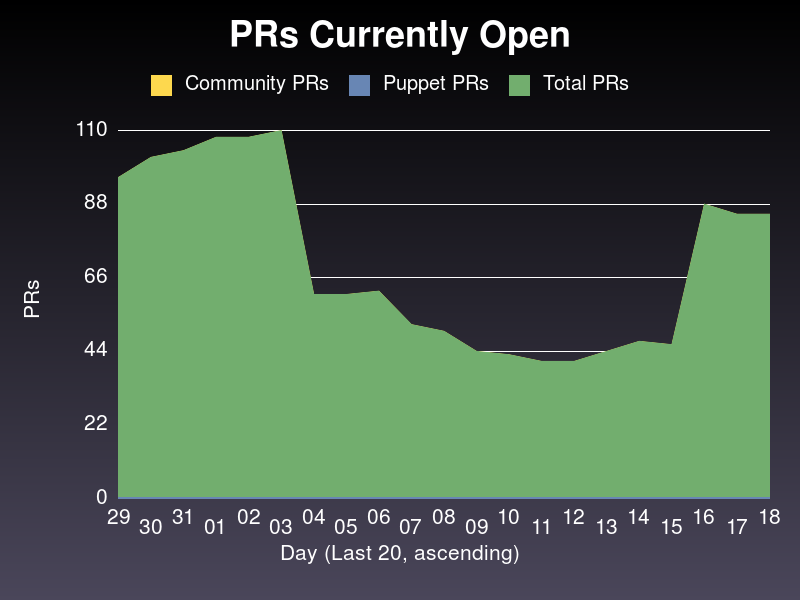 PRs Currently Open
Community PRs Puppet PRs Total PRs
110
88
66
44
22
0
PRs
29 30 31 01 02 03 04 05 06 07 08 09 10 11 12 13 14 15 16 17 18
Day (Last 20, ascending)